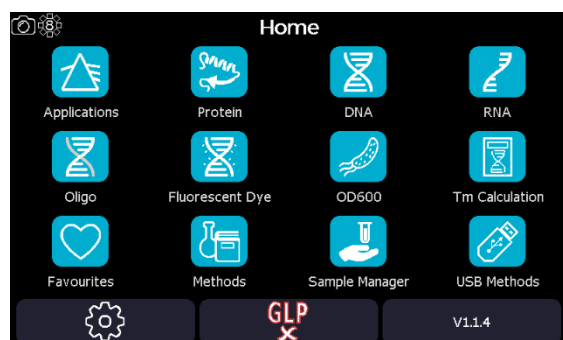 8
Home
Applications
Protein
DNA
RNA
Oligo
Fluorescent Dye
OD600
Tm Calculation
Favourites
Methods
Sample Manager
USB Methods
GLP
V1.1.4